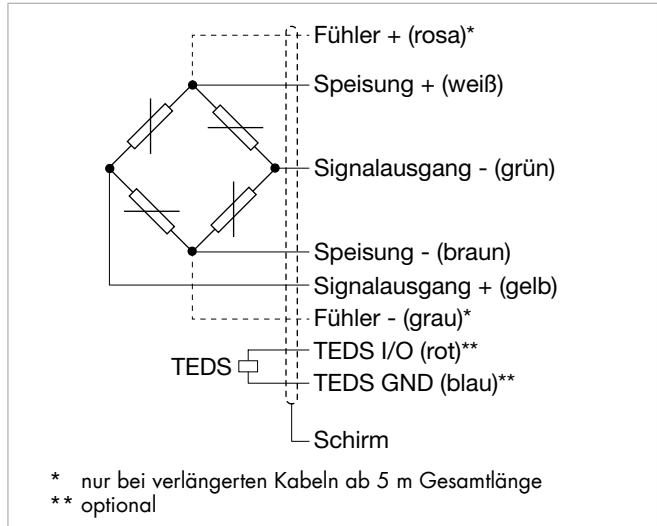 Fühler + (rosa)*
Speisung + (weiß)
Signalausgang - (grün)
Speisung - (braun)
Signalausgang + (gelb)
Fühler - (grau)*
TEDS I/O (rot)**
TEDS
TEDS GND (blau)**
Schirm
* nur bei verlängerten Kabeln ab 5 m Gesamtlänge
** optional